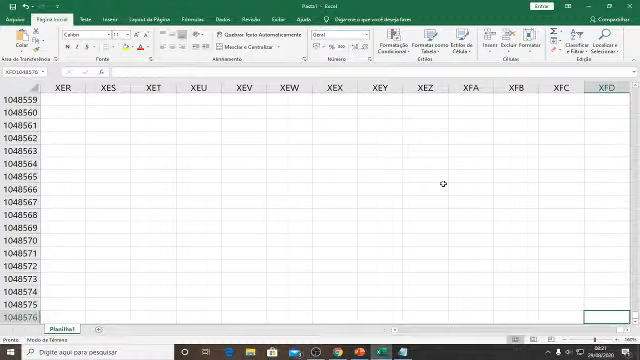 Pasta1 - Excel
Entrar
Arquivo Página Inicial Teste Inserir Layout da Página Fórmulas Dados Revisão Exibir Ajuda Diga-me o que você deseja fazer
Compartilhar
Colar
Calibri 11
Quebrar Texto Automaticamente
Mesclar e Centralizar
Geral
Formatação Condicional
Formatar como Tabela
Estilos de Célula
Inserir Excluir Formatar
Classificar e Filtrar
Localizar e Selecionar
Área de Transferência Fonte Alinhamento Número Estilos Células Edição
XFD1048576 fx
XER XES XET XEU XEV XEW XEX XEY XEZ XFA XFB XFC XFD
1048559
1048560
1048561
1048562
1048563
1048564
1048565
1048566
1048567
1048568
1048569
1048570
1048571
1048572
1048573
1048574
1048575
1048576
Planilha1
Pronto Modo de Término
160%
Digite aqui para pesquisar
08:21
29/08/2020